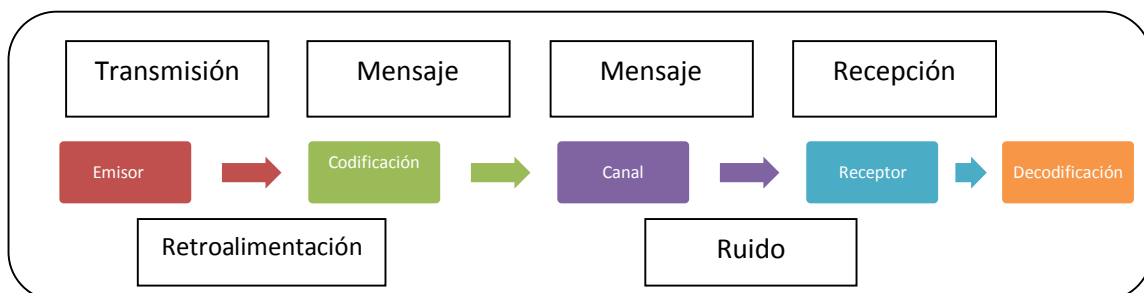 Transmisión
Mensaje
Mensaje
Recepción
Emisor
Codificación
Canal
Receptor
Decodificación
Retroalimentación
Ruido